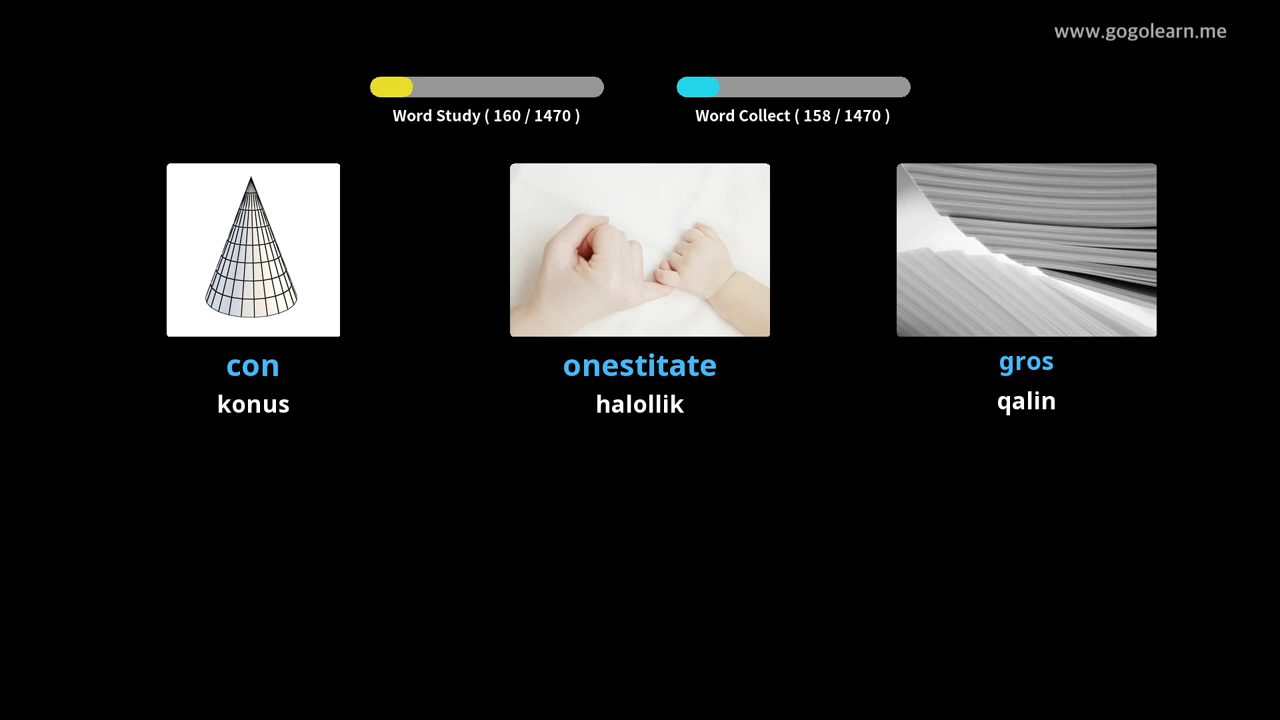 www.gogolearn.me
Word Study ( 160 / 1470 )
Word Collect ( 158 / 1470 )
con
konus
onestitate
halollik
gros
qalin